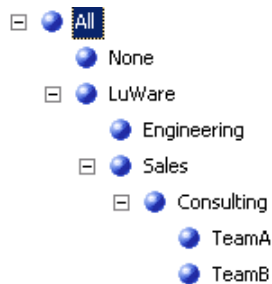 All
None
LuWare
Engineering
Sales
Consulting
TeamA
TeamB